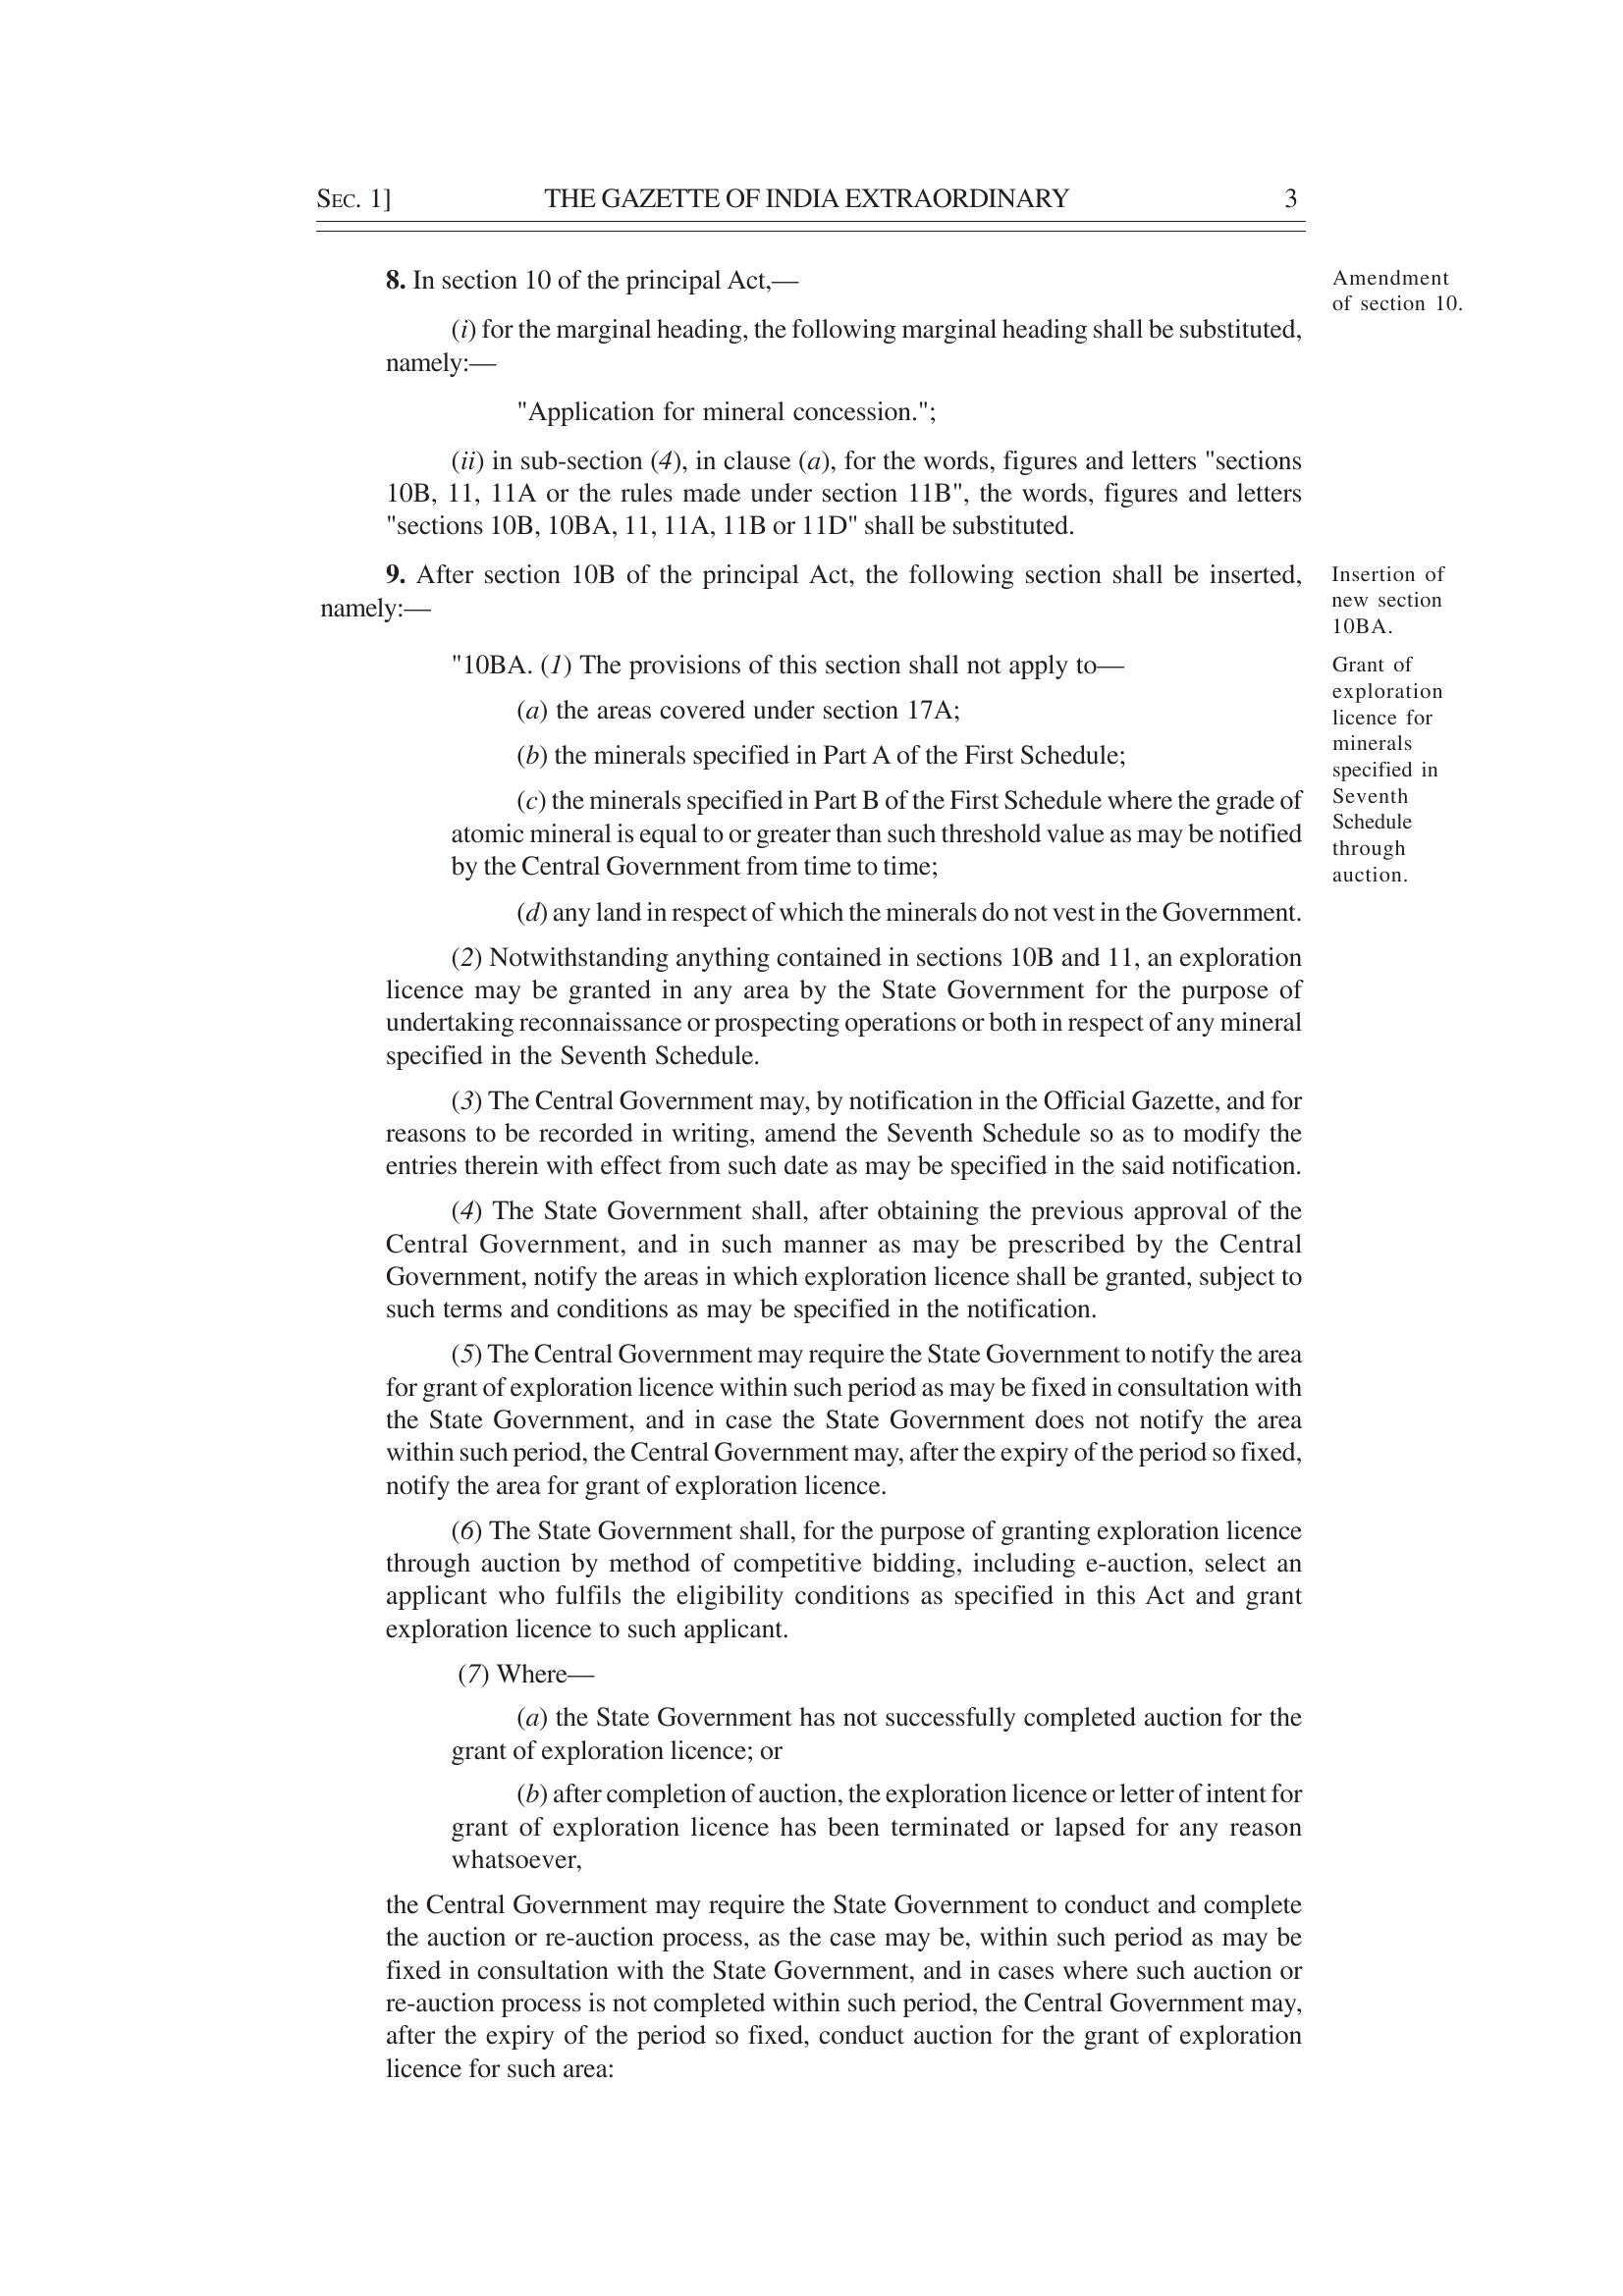 SEC. 1] THE GAZETTE OF INDIA EXTRAORDINARY 3
8. In section 10 of the principal Act,—
Amendment
of section 10.
(i) for the marginal heading, the following marginal heading shall be substituted,
namely:—
"Application for mineral concession.";
(ii) in sub-section (4), in clause (a), for the words, figures and letters "sections
10B, 11, 11A or the rules made under section 11B", the words, figures and letters
"sections 10B, 10BA, 11, 11A, 11B or 11D" shall be substituted.
9. After section 10B of the principal Act, the following section shall be inserted,
namely:—
Insertion of
new section
10BA.
"10BA. (1) The provisions of this section shall not apply to—
Grant of
exploration
licence for
minerals
specified in
Seventh
Schedule
through
auction.
(a) the areas covered under section 17A;
(b) the minerals specified in Part A of the First Schedule;
(c) the minerals specified in Part B of the First Schedule where the grade of
atomic mineral is equal to or greater than such threshold value as may be notified
by the Central Government from time to time;
(d) any land in respect of which the minerals do not vest in the Government.
(2) Notwithstanding anything contained in sections 10B and 11, an exploration
licence may be granted in any area by the State Government for the purpose of
undertaking reconnaissance or prospecting operations or both in respect of any mineral
specified in the Seventh Schedule.
(3) The Central Government may, by notification in the Official Gazette, and for
reasons to be recorded in writing, amend the Seventh Schedule so as to modify the
entries therein with effect from such date as may be specified in the said notification.
(4) The State Government shall, after obtaining the previous approval of the
Central Government, and in such manner as may be prescribed by the Central
Government, notify the areas in which exploration licence shall be granted, subject to
such terms and conditions as may be specified in the notification.
(5) The Central Government may require the State Government to notify the area
for grant of exploration licence within such period as may be fixed in consultation with
the State Government, and in case the State Government does not notify the area
within such period, the Central Government may, after the expiry of the period so fixed,
notify the area for grant of exploration licence.
(6) The State Government shall, for the purpose of granting exploration licence
through auction by method of competitive bidding, including e-auction, select an
applicant who fulfils the eligibility conditions as specified in this Act and grant
exploration licence to such applicant.
(7) Where—
(a) the State Government has not successfully completed auction for the
grant of exploration licence; or
(b) after completion of auction, the exploration licence or letter of intent for
grant of exploration licence has been terminated or lapsed for any reason
whatsoever,
the Central Government may require the State Government to conduct and complete
the auction or re-auction process, as the case may be, within such period as may be
fixed in consultation with the State Government, and in cases where such auction or
re-auction process is not completed within such period, the Central Government may,
after the expiry of the period so fixed, conduct auction for the grant of exploration
licence for such area: